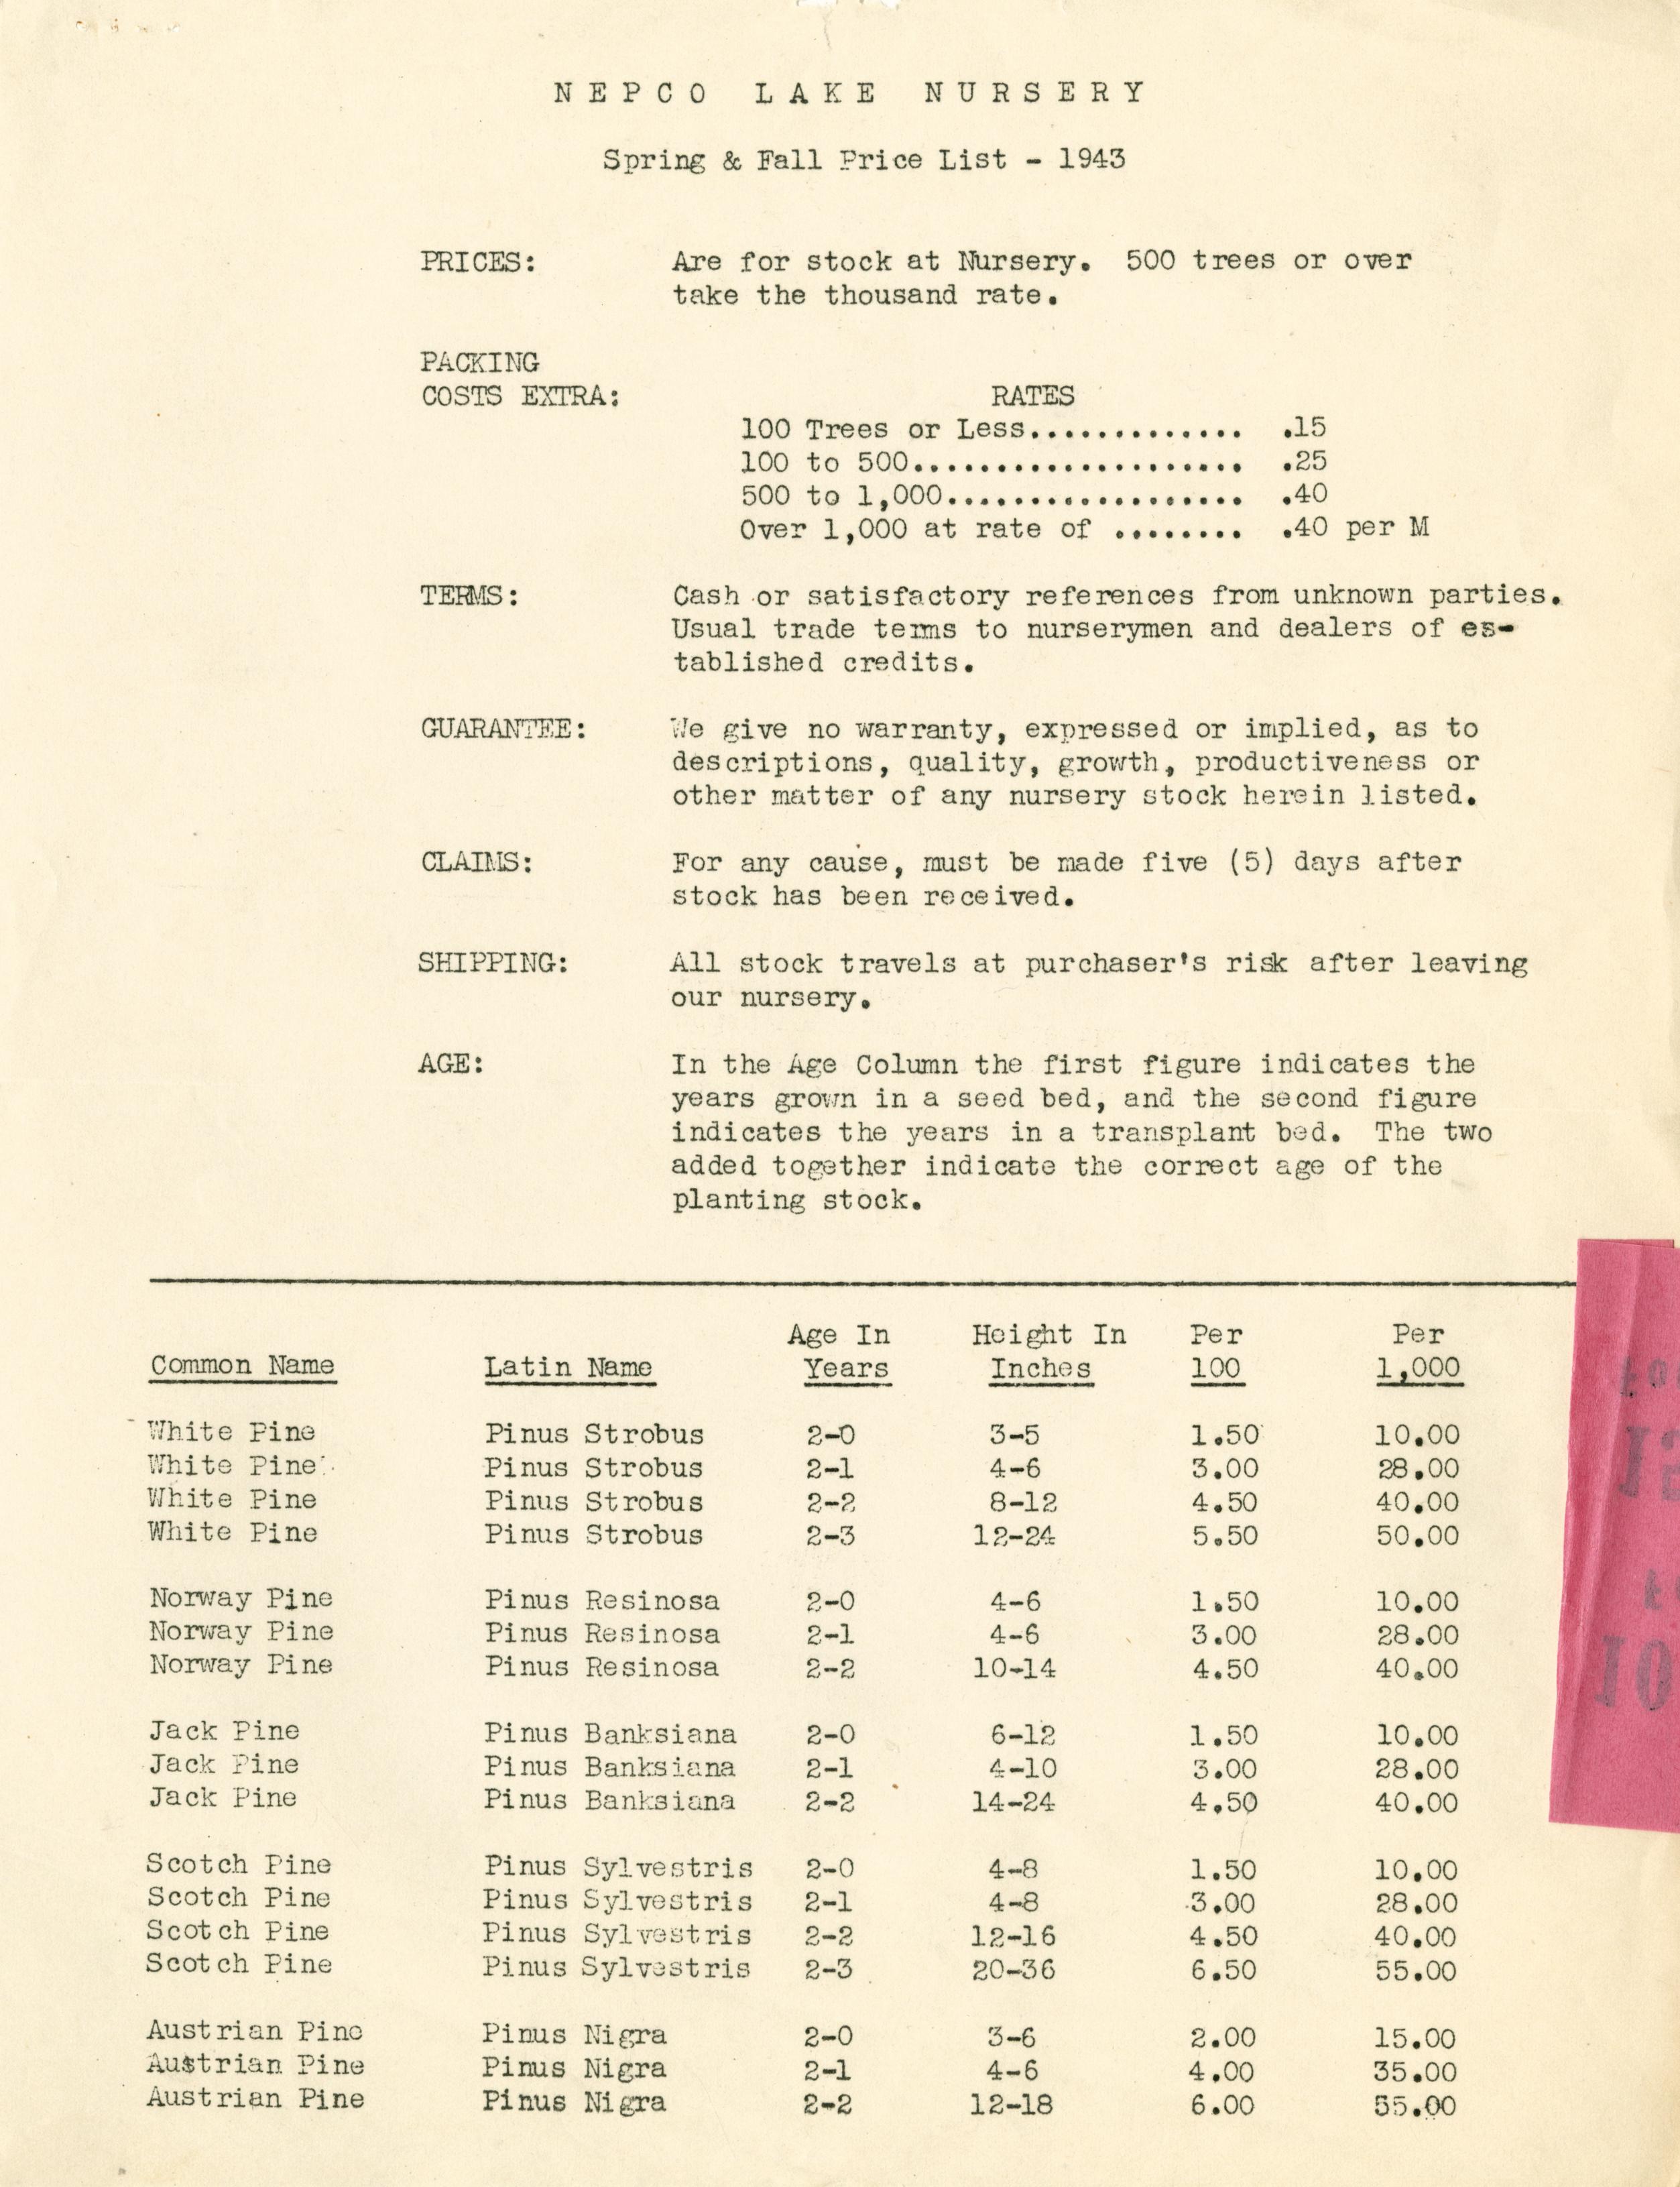 NEPCO LAKE NURSERY
Spring & Fall Price List - 1943
PRICES: Are for stock at Nursery. 500 trees or over
take the thousand rate.
PACKING
COSTS EXTRA: RATES
100 Trees or Less............. .15
100 to 500.................... .25
500 to 1,000.................. .40
Over 1,000 at rate of ........ .40 per M
TERMS: Cash or satisfactory references from unknown parties.
Usual trade terms to nurserymen and dealers of es-
tablished credits.
GUARANTEE: We give no warranty, expressed or implied, as to
descriptions, quality, growth, productiveness or
other matter of any nursery stock herein listed.
CLAIMS: For any cause, must be made five (5) days after
stock has been received.
SHIPPING: All stock travels at purchaser's risk after leaving
our nursery.
AGE: In the Age Column the first figure indicates the
years grown in a seed bed, and the second figure
indicates the years in a transplant bed. The two
added together indicate the correct age of the
planting stock.
Age In Height In Per Per
Common Name Latin Name Years Inches 100 1,000
White Pine Pinus Strobus 2-0 3-5 1.50 10.00
White Pine Pinus Strobus 2-1 4-6 3.00 28.00
White Pine Pinus Strobus 2-2 8-12 4.50 40.00
White Pine Pinus Strobus 2-3 12-24 5.50 50.00
Norway Pine Pinus Resinosa 2-0 4-6 1.50 10.00
Norway Pine Pinus Resinosa 2-1 4-6 3.00 28.00
Norway Pine Pinus Resinosa 2-2 10-14 4.50 40.00
Jack Pine Pinus Banksiana 2-0 6-12 1.50 10.00
Jack Pine Pinus Banksiana 2-1 4-10 3.00 28.00
Jack Pine Pinus Banksiana 2-2 14-24 4.50 40.00
Scotch Pine Pinus Sylvestris 2-0 4-8 1.50 10.00
Scotch Pine Pinus Sylvestris 2-1 4-8 3.00 28.00
Scotch Pine Pinus Sylvestris 2-2 12-16 4.50 40.00
Scotch Pine Pinus Sylvestris 2-3 20-36 6.50 55.00
Austrian Pine Pinus Nigra 2-0 3-6 2.00 15.00
Austrian Pine Pinus Nigra 2-1 4-6 4.00 35.00
Austrian Pine Pinus Nigra 2-2 12-18 6.00 55.00